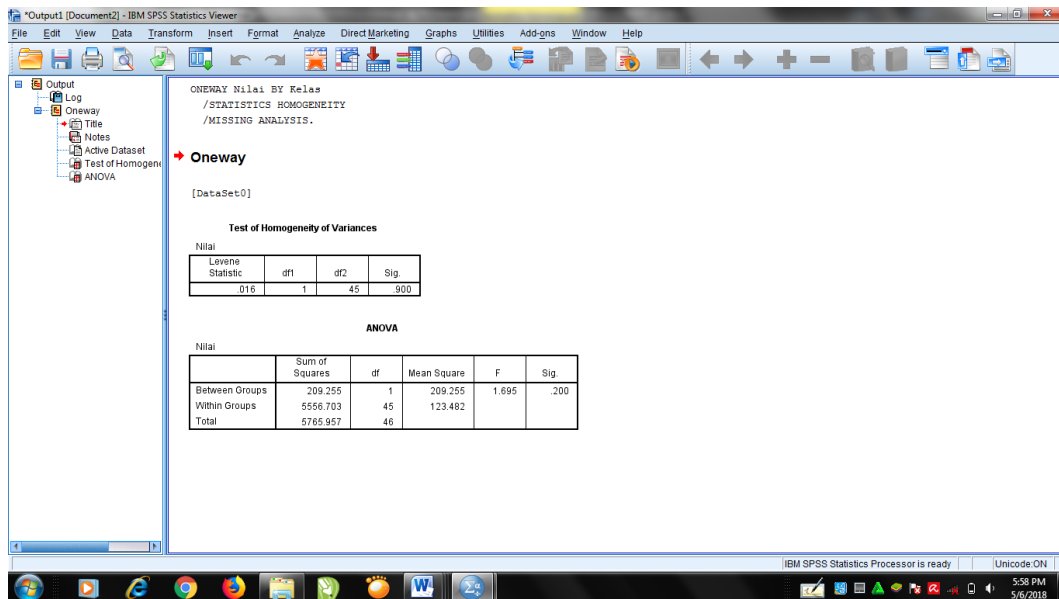 *Output1 [Document2] - IBM SPSS Statistics Viewer
File Edit View Data Transform Insert Format Analyze Direct Marketing Graphs Utilities Add-ons Window Help
Output
Log
Oneway
Title
Notes
Active Dataset
Test of Homogene
ANOVA
ONEWAY Nilai BY Kelas
/STATISTICS HOMOGENEITY
/MISSING ANALYSIS.
Oneway
[DataSet0]
Test of Homogeneity of Variances
Nilai
Levene Statistic df1 df2 Sig.
.016 1 45 .900
ANOVA
Nilai
Sum of Squares df Mean Square F Sig.
Between Groups 209.255 1 209.255 1.695 .200
Within Groups 5556.703 45 123.482
Total 5765.957 46
IBM SPSS Statistics Processor is ready Unicode:ON
5:58 PM
5/6/2018